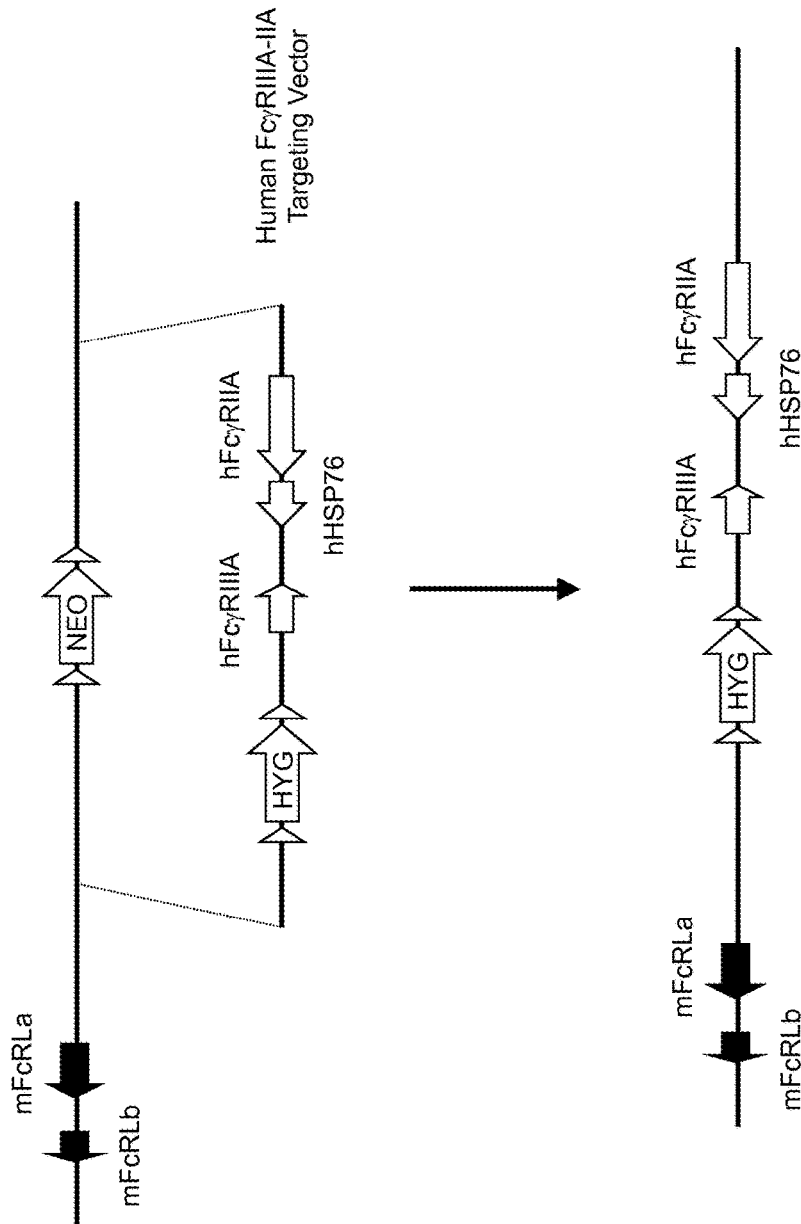 mFcRLa
mFcRLb
NEO
Human FcγRIIIA-IIA
Targeting Vector
HYG
hFcγRIIIA
hHSP76
hFcγRIIA
mFcRLa
mFcRLb
HYG
hFcγRIIIA
hHSP76
hFcγRIIA